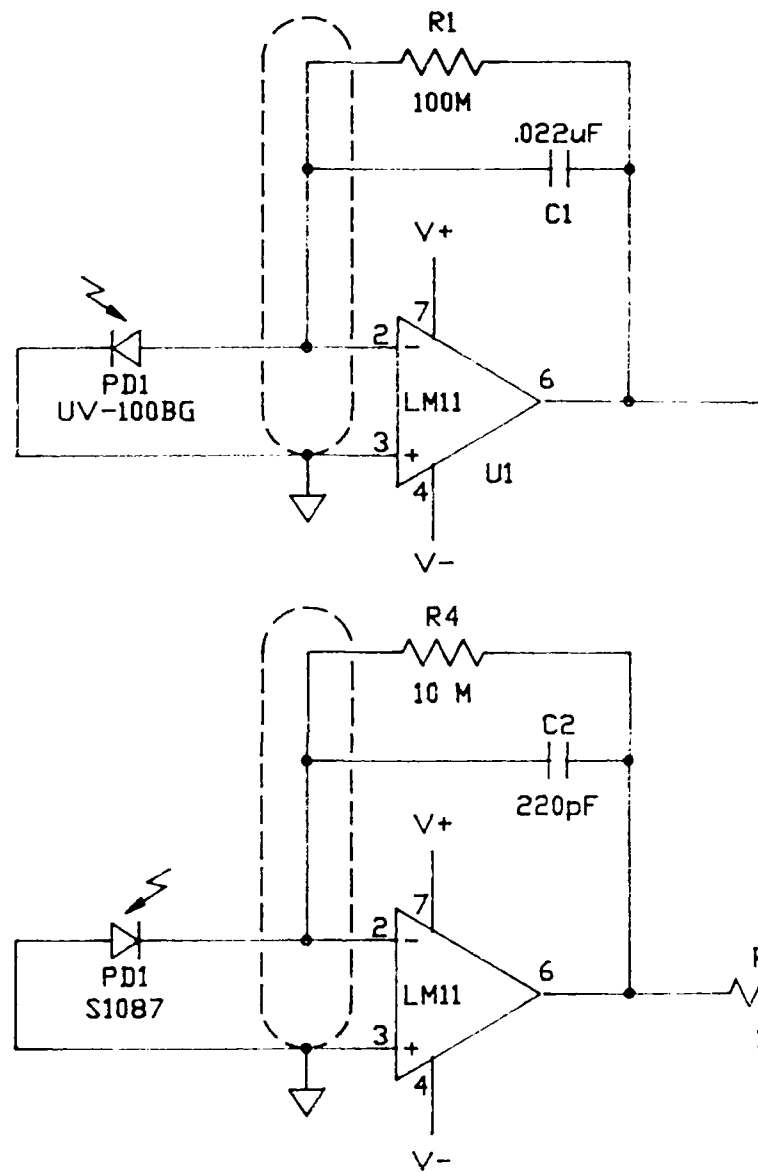 R1
100M
.022uF
C1
V+
7
2
-
PD1
UV-100BG
LM11
6
3
+
U1
4
V-
R4
10 M
C2
220pF
V+
7
2
-
PD1
S1087
LM11
6
3
+
4
V-